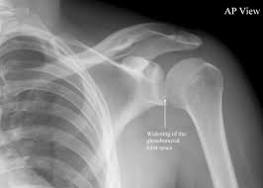 AP View
Widening of the
glenohumeral
joint space